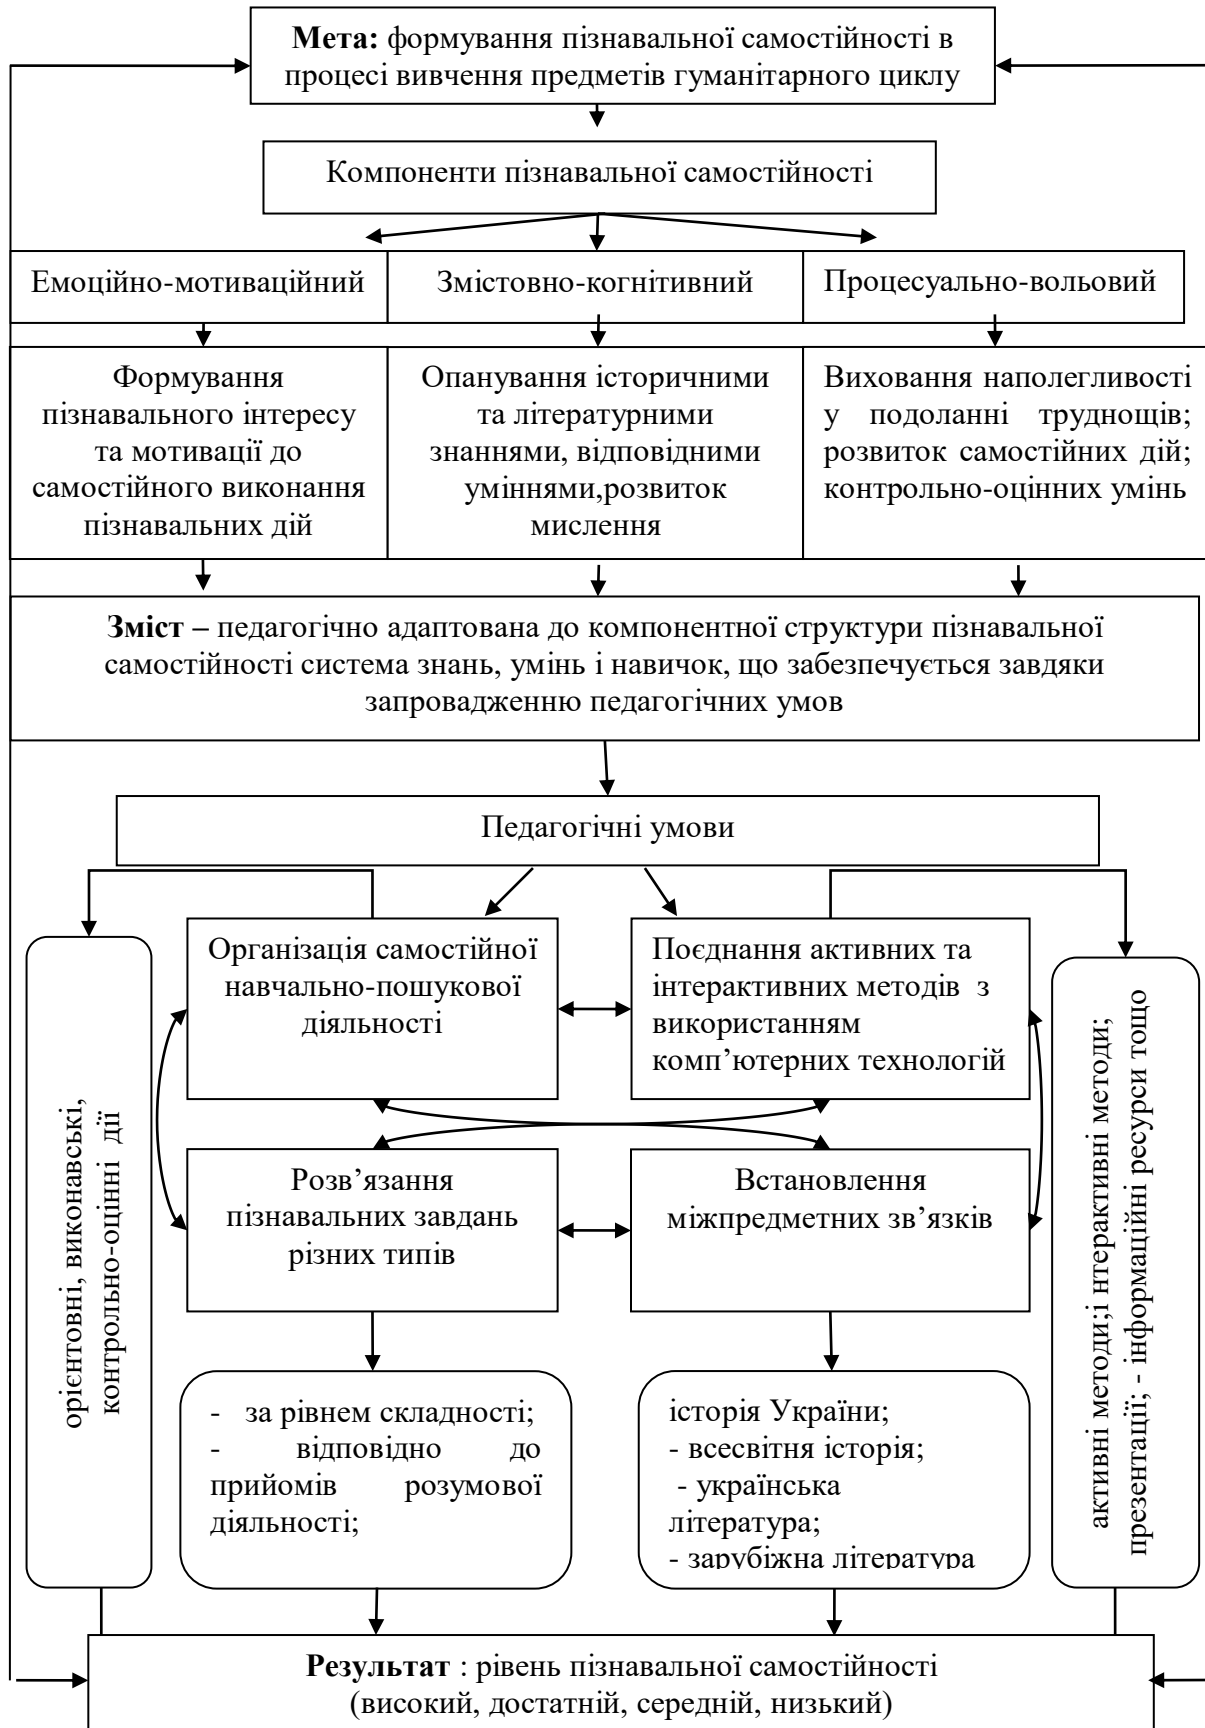 Мета: формування пізнавальної самостійності в
процесі вивчення предметів гуманітарного циклу
Компоненти пізнавальної самостійності
Емоційно-мотиваційний
Змістовно-когнітивний
Процесуально-вольовий
Формування
пізнавального інтересу
та мотивації до
самостійного виконання
пізнавальних дій
Опанування історичними
та літературними
знаннями, відповідними
уміннями,розвиток
мислення
Виховання наполегливості
у подоланні труднощів;
розвиток самостійних дій;
контрольно-оцінних умінь
Зміст – педагогічно адаптована до компонентної структури пізнавальної
самостійності система знань, умінь і навичок, що забезпечується завдяки
запровадженню педагогічних умов
Педагогічні умови
орієнтовні, виконавські,
контрольно-оцінні дії
Організація самостійної
навчально-пошукової
діяльності
Поєднання активних та
інтерактивних методів з
використанням
комп’ютерних технологій
активні методи;і нтерактивні методи;
презентації; - інформаційні ресурси тощо
Розв’язання
пізнавальних завдань
різних типів
Встановлення
міжпредметних зв’язків
- за рівнем складності;
- відповідно до
прийомів розумової
діяльності;
історія України;
- всесвітня історія;
- українська
література;
- зарубіжна література
Результат : рівень пізнавальної самостійності
(високий, достатній, середній, низький)